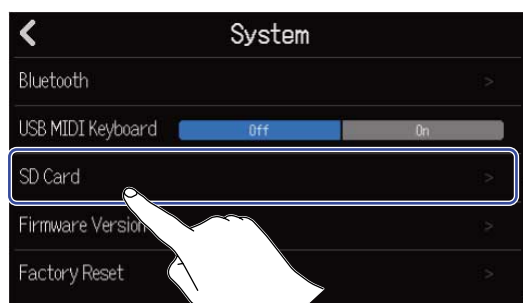 System
Bluetooth
USB MIDI Keyboard Off On
SD Card
Firmware Version
Factory Reset